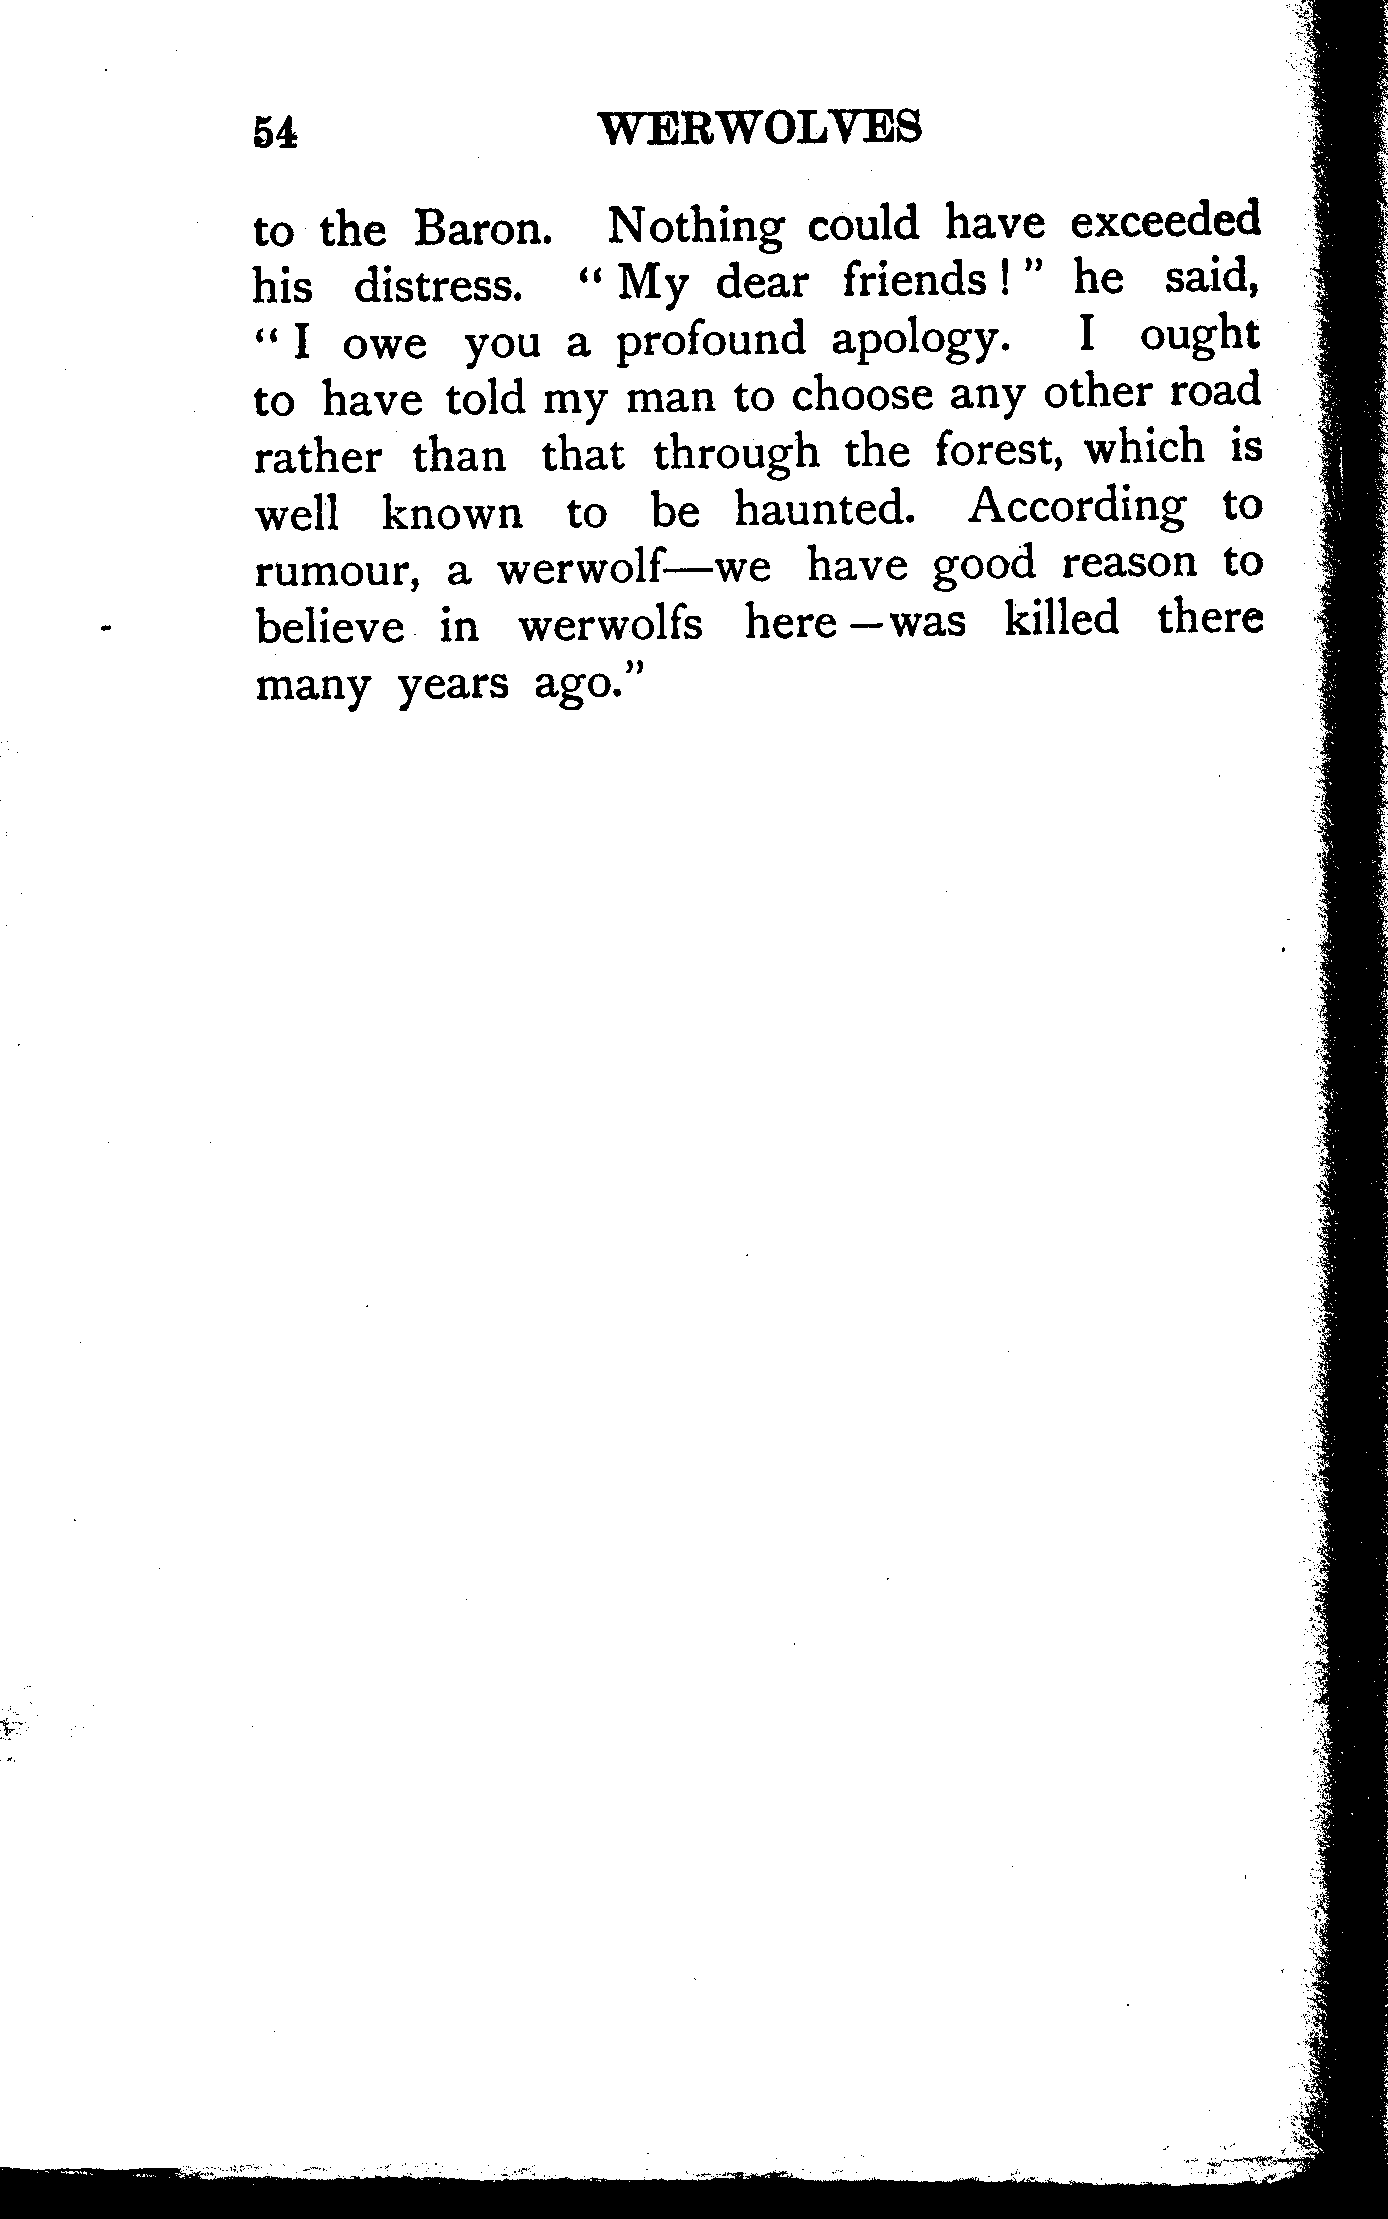 54 WERWOLVES
to the Baron. Nothing could have exceeded
his distress. “ My dear friends ! ” he said,
“ I owe you a profound apology. I ought
to have told my man to choose any other road
rather than that through the forest, which is
well known to be haunted. According to
rumour, a werwolf—we have good reason to
believe in werwolfs here —was killed there
many years ago.”